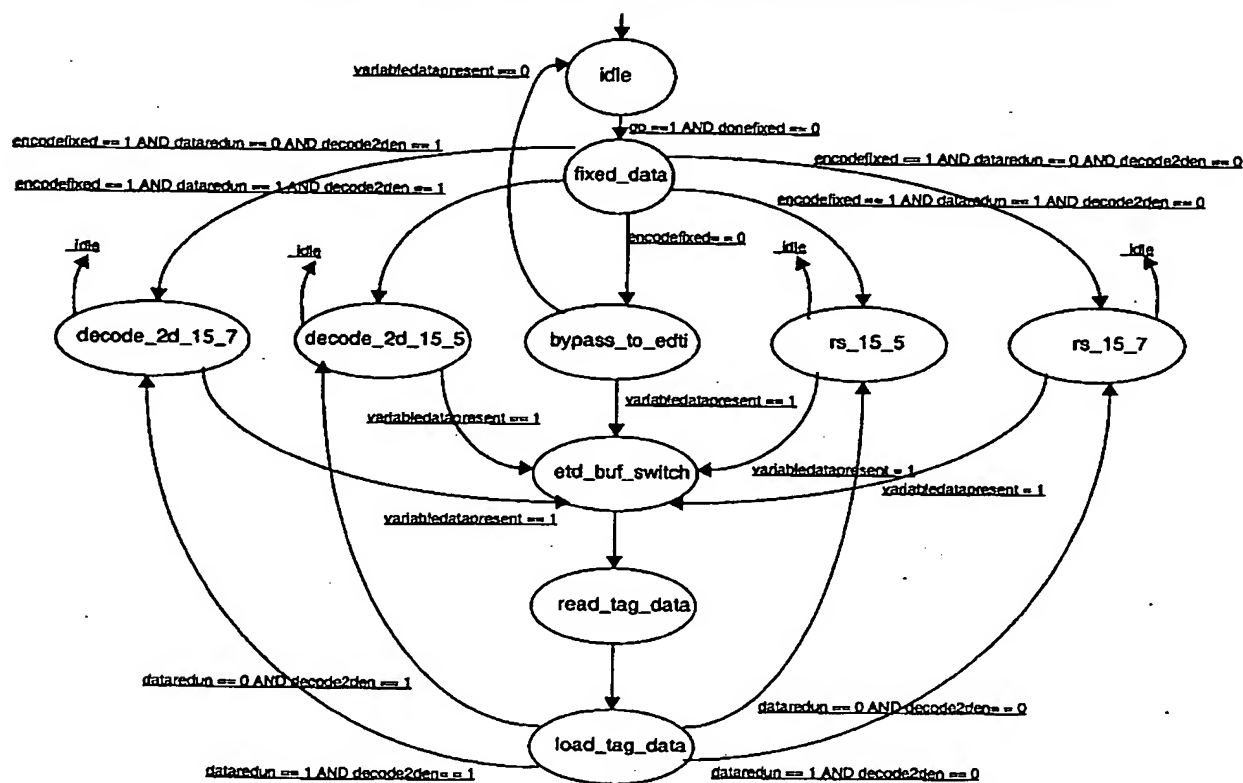 idle
variabledatapresent == 0
go ==1 AND donefixed == 0
encodefixed == 1 AND dataredun == 0 AND decode2den == 1
encodefixed == 1 AND dataredun == 0 AND decode2den == 0
fixed_data
encodefixed == 1 AND dataredun == 1 AND decode2den == 1
encodefixed == 1 AND dataredun == 1 AND decode2den == 0
encodefixed== 0
idle
idle
idle
idle
decode_2d_15_7
decode_2d_15_5
bypass_to_edti
rs_15_5
rs_15_7
variabledatapresent == 1
variabledatapresent == 1
etd_buf_switch
variabledatapresent = 1
variabledatapresent = 1
variabledatapresent == 1
read_tag_data
dataredun == 0 AND decode2den == 1
dataredun == 0 AND decode2den== 0
load_tag_data
dataredun == 1 AND decode2den== 1
dataredun == 1 AND decode2den == 0